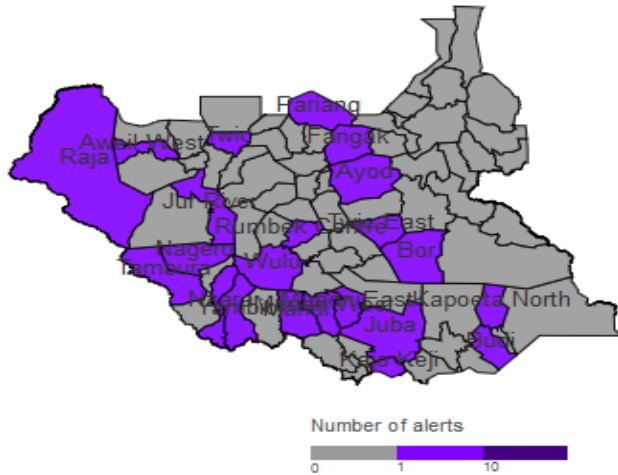 Pariang
Aweil West
Twic
Fangak
Raja
Ayod
Jur River
Rumbek Centre
Twic East
Nagero
Bor
Tambura
Wulu
Kapoeta North
Juba
Budi
Kajo Keji
Number of alerts
0 1 10